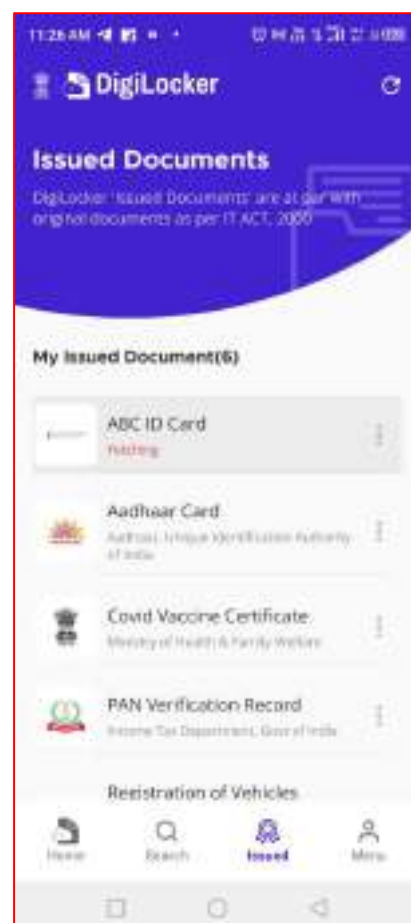 11:26 AM
DigiLocker
Issued Documents
DigiLocker 'Issued Documents' are at par with
original documents as per IT ACT, 2000
My Issued Document(6)
ABC ID Card
Fetching
Aadhaar Card
Aadhaar, Unique Identification Authority
of India
Covid Vaccine Certificate
Ministry of Health & Family Welfare
PAN Verification Record
Income Tax Department, Govt of India
Registration of Vehicles
Home
Search
Issued
Menu